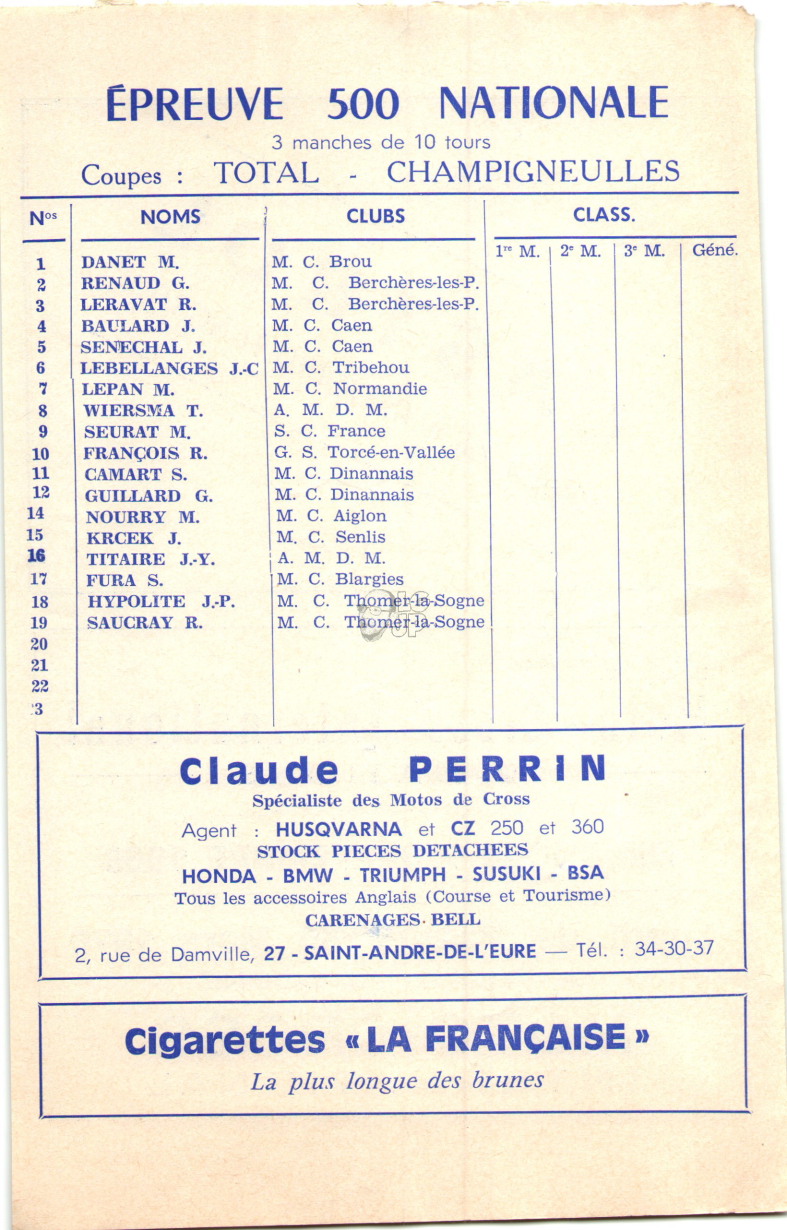 ÉPREUVE 500 NATIONALE
3 manches de 10 tours
Coupes : TOTAL - CHAMPIGNEULLES
Nos NOMS CLUBS CLASS.
1re M. 2e M. 3e M. Géné.
1 DANET M. M. C. Brou
2 RENAUD G. M. C. Berchères-les-P.
3 LERAVAT R. M. C. Berchères-les-P.
4 BAULARD J. M. C. Caen
5 SENECHAL J. M. C. Caen
6 LEBELLANGES J.-C M. C. Tribehou
7 LEPAN M. M. C. Normandie
8 WIERSMA T. A. M. D. M.
9 SEURAT M. S. C. France
10 FRANÇOIS R. G. S. Torcé-en-Vallée
11 CAMART S. M. C. Dinannais
12 GUILLARD G. M. C. Dinannais
14 NOURRY M. M. C. Aiglon
15 KRCEK J. M. C. Senlis
16 TITAIRE J.-Y. A. M. D. M.
17 FURA S. M. C. Blargies
18 HYPOLITE J.-P. M. C. Thomer-la-Sogne
19 SAUCRAY R. M. C. Thomer-la-Sogne
20
21
22
3
Claude PERRIN
Spécialiste des Motos de Cross
Agent : HUSQVARNA et CZ 250 et 360
STOCK PIECES DETACHEES
HONDA - BMW - TRIUMPH - SUSUKI - BSA
Tous les accessoires Anglais (Course et Tourisme)
CARENAGES BELL
2, rue de Damville, 27 - SAINT-ANDRE-DE-L'EURE — Tél. : 34-30-37
Cigarettes « LA FRANÇAISE »
La plus longue des brunes